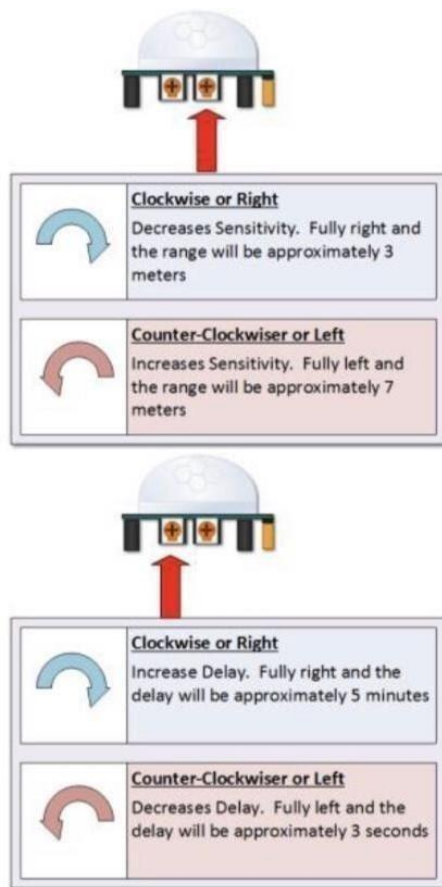 Clockwise or Right
Decreases Sensitivity. Fully right and
the range will be approximately 3
meters
Counter-Clockwiser or Left
Increases Sensitivity. Fully left and
the range will be approximately 7
meters
Clockwise or Right
Increase Delay. Fully right and the
delay will be approximately 5 minutes
Counter-Clockwiser or Left
Decreases Delay. Fully left and the
delay will be approximately 3 seconds